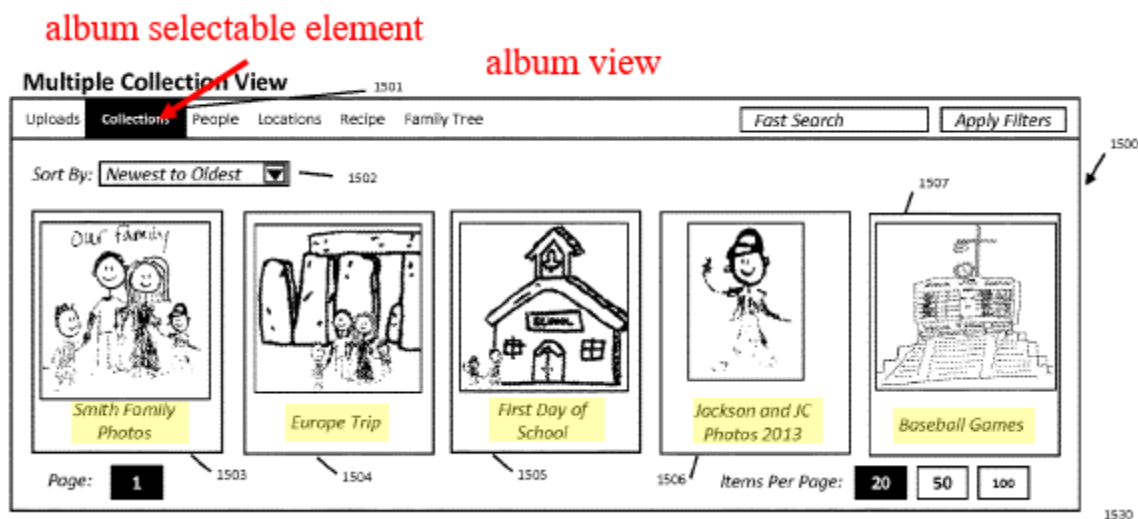 album selectable element
album view
Multiple Collection View
1501
Uploads Collections People Locations Recipe Family Tree Fast Search Apply Filters
1500
Sort By: Newest to Oldest 1502
1507
our family
SCHOOL
Smith Family
Photos
Europe Trip
First Day of
School
Jackson and JC
Photos 2013
Baseball Games
1503
1504
1505
1506
Page: 1 Items Per Page: 20 50 100
1530